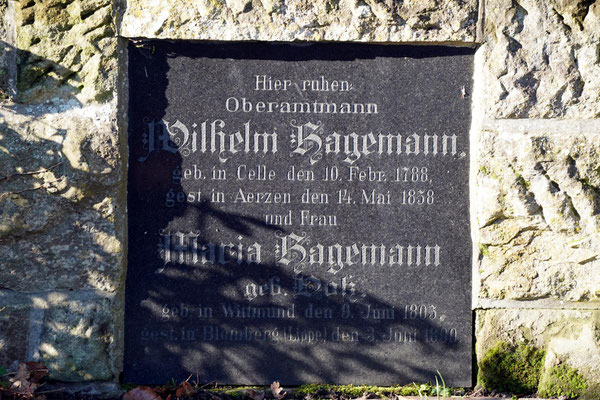 Hier ruhen
Oberamtmann
Wilhelm Hagemann,
geb. in Celle den 10. Febr. 1788,
gest. in Aerzen den 14. Mai 1858
und Frau
Maria Hagemann
geb.
geb. in Wittmund den 8. Juni 1803,
gest. in Blomberg (Lippe) den 3. Juni